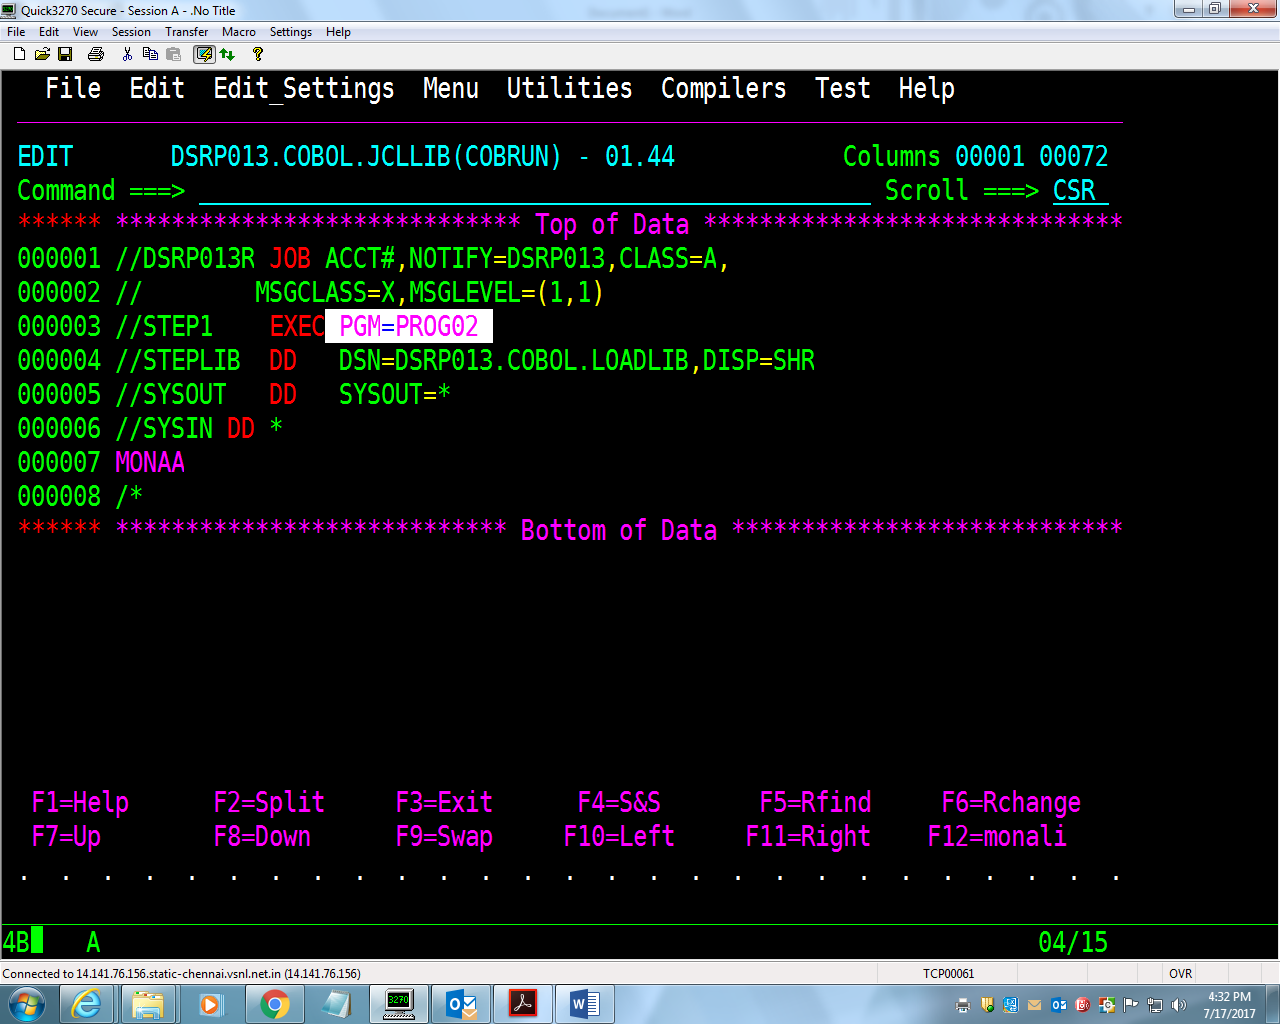 Quick3270 Secure - Session A - .No Title
File Edit View Session Transfer Macro Settings Help
File Edit Edit_Settings Menu Utilities Compilers Test Help
EDIT DSRP013.COBOL.JCLLIB(COBRUN) - 01.44 Columns 00001 00072
Command ===> Scroll ===> CSR
****** ***************************** Top of Data ******************************
000001 //DSRP013R JOB ACCT#,NOTIFY=DSRP013,CLASS=A,
000002 // MSGCLASS=X,MSGLEVEL=(1,1)
000003 //STEP1 EXEC PGM=PROG02
000004 //STEPLIB DD DSN=DSRP013.COBOL.LOADLIB,DISP=SHR
000005 //SYSOUT DD SYSOUT=*
000006 //SYSIN DD *
000007 MONAA
000008 /*
****** **************************** Bottom of Data ****************************
F1=Help F2=Split F3=Exit F4=S&S F5=Rfind F6=Rchange
F7=Up F8=Down F9=Swap F10=Left F11=Right F12=monali
. . . . . . . . . . . . . . . . . . . . . . . . . . .
4B A 04/15
Connected to 14.141.76.156.static-chennai.vsnl.net.in (14.141.76.156) TCP00061 OVR
3270
4:32 PM
7/17/2017